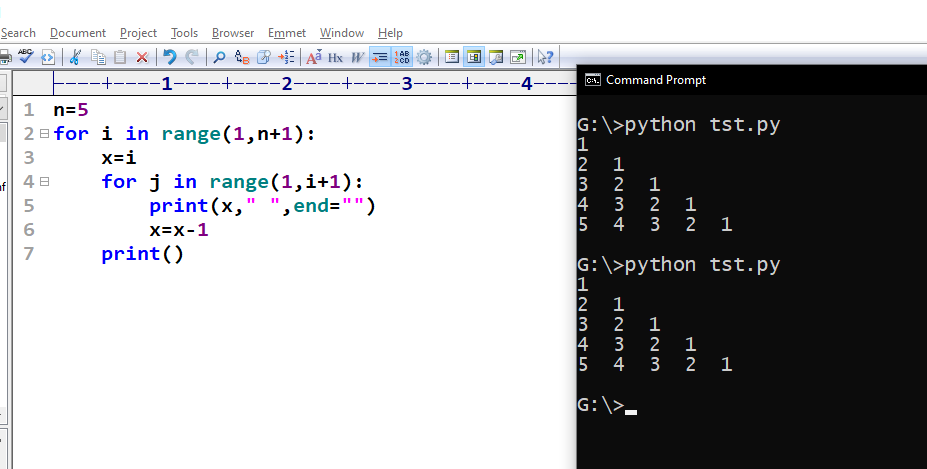 Search Document Project Tools Browser Emmet Window Help
1 2 3 4
1 n=5
2 for i in range(1,n+1):
3 x=i
4 for j in range(1,i+1):
5 print(x," ",end="")
6 x=x-1
7 print()
Command Prompt
G:\>python tst.py
1
2 1
3 2 1
4 3 2 1
5 4 3 2 1
G:\>python tst.py
1
2 1
3 2 1
4 3 2 1
5 4 3 2 1
G:\>